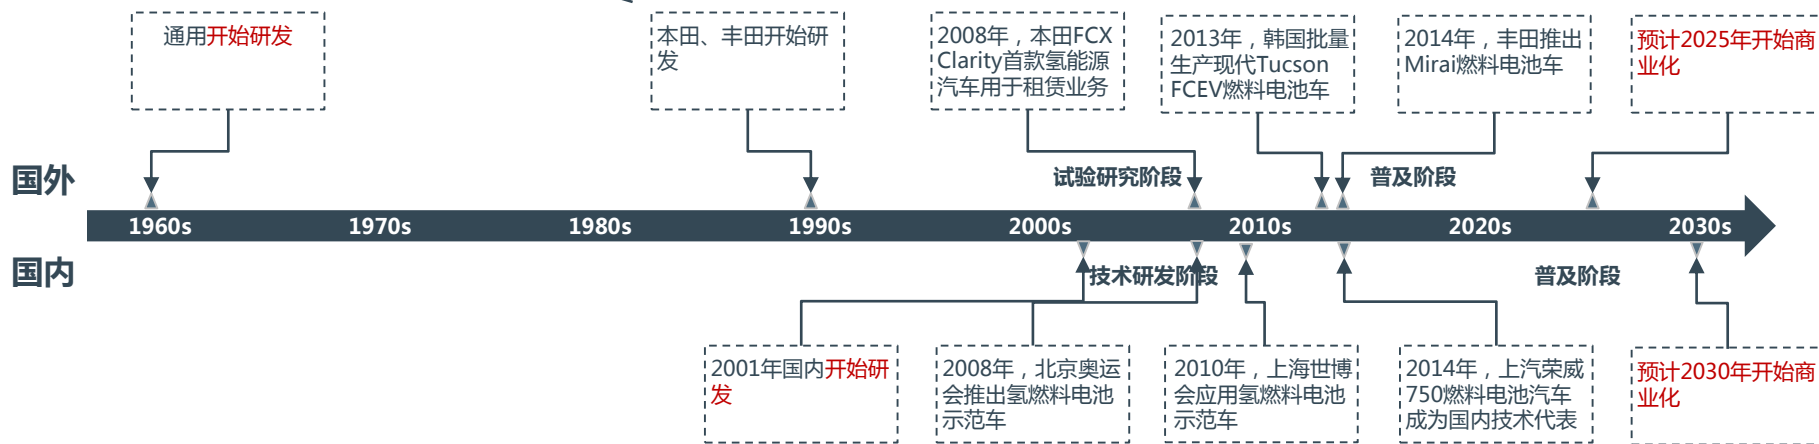 通用开始研发
本田、丰田开始研
发
2008年，本田FCX
Clarity首款氢能源
汽车用于租赁业务
2013年，韩国批量
生产现代Tucson
FCEV燃料电池车
2014年，丰田推出
Mirai燃料电池车
预计2025年开始商
业化
国外
试验研究阶段
普及阶段
1960s
1970s
1980s
1990s
2000s
2010s
2020s
2030s
国内
技术研发阶段
普及阶段
2001年国内开始研
发
2008年，北京奥运
会推出氢燃料电池
示范车
2010年，上海世博
会应用氢燃料电池
示范车
2014年，上汽荣威
750燃料电池汽车
成为国内技术代表
预计2030年开始商
业化